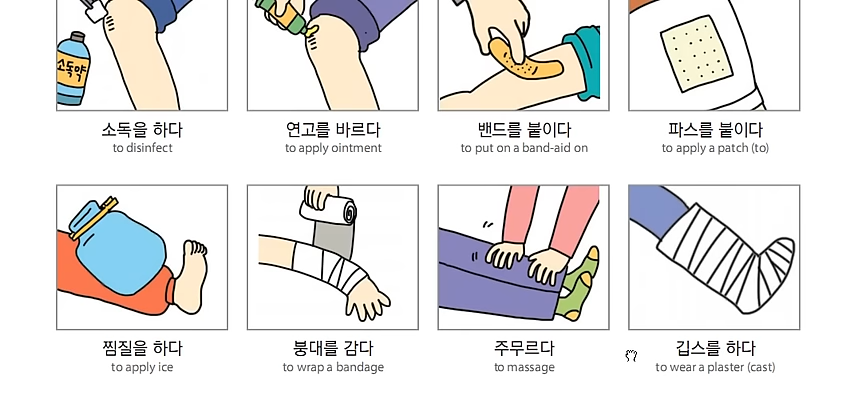 소독약
소독을 하다
to disinfect
연고를 바르다
to apply ointment
밴드를 붙이다
to put on a band-aid on
파스를 붙이다
to apply a patch (to)
찜질을 하다
to apply ice
붕대를 감다
to wrap a bandage
주무르다
to massage
깁스를 하다
to wear a plaster (cast)